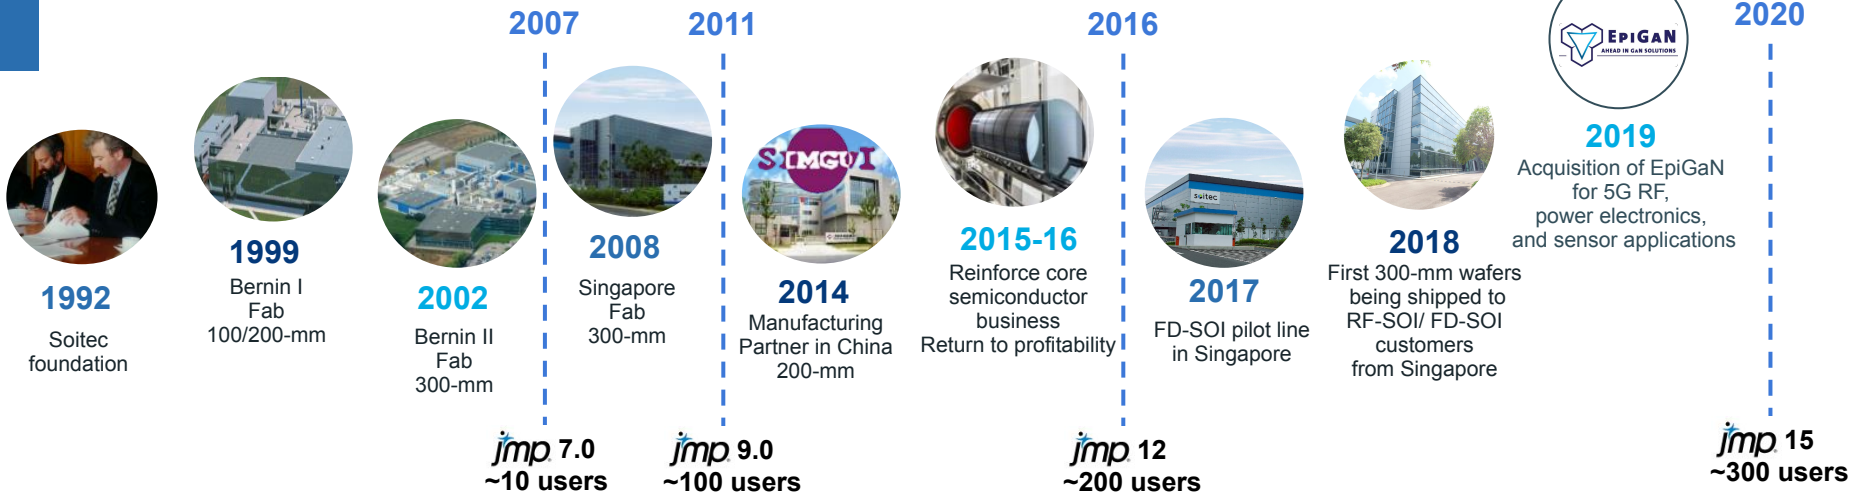 2007
2011
2016
2020
EPIGAN
AHEAD IN GAN SOLUTIONS
1992
Soitec
foundation
1999
Bernin I
Fab
100/200-mm
2002
Bernin II
Fab
300-mm
2008
Singapore
Fab
300-mm
SIMGUI
2014
Manufacturing
Partner in China
200-mm
2015-16
Reinforce core
semiconductor
business
Return to profitability
soitec
2017
FD-SOI pilot line
in Singapore
2018
First 300-mm wafers
being shipped to
RF-SOI/ FD-SOI
customers
from Singapore
2019
Acquisition of EpiGaN
for 5G RF,
power electronics,
and sensor applications
jmp 7.0
~10 users
jmp 9.0
~100 users
jmp 12
~200 users
jmp 15
~300 users